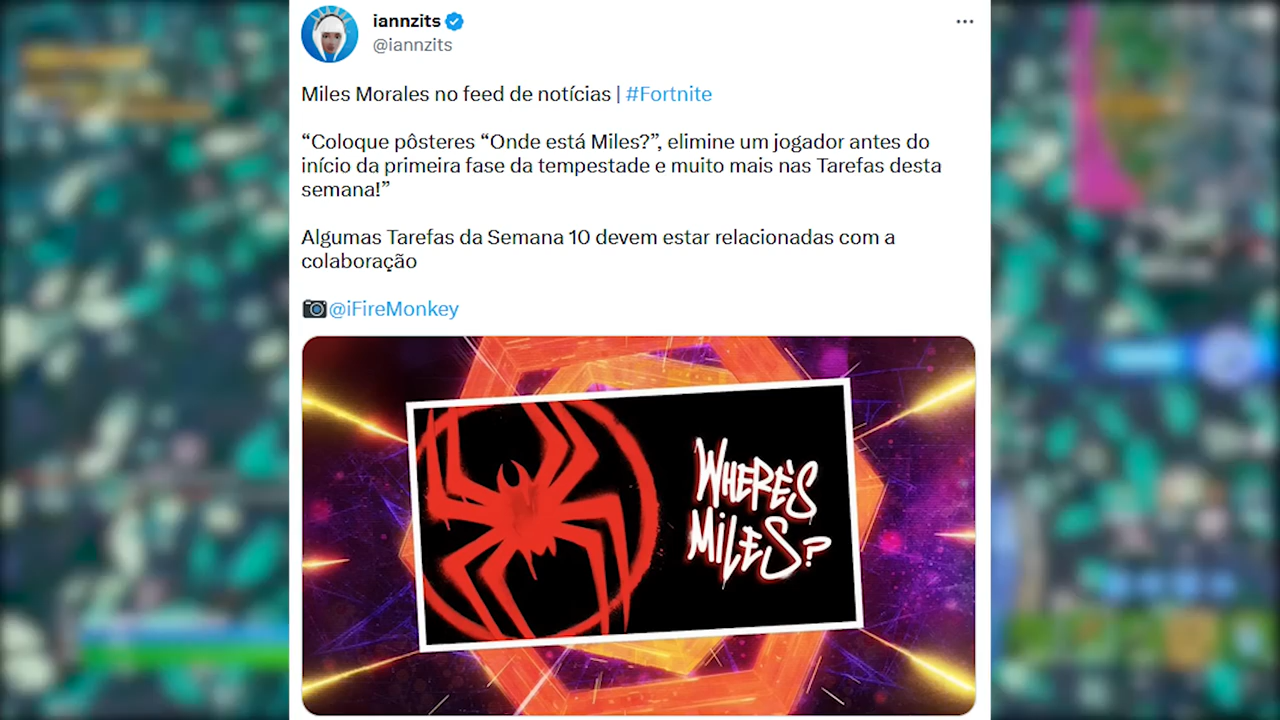 iannzits
@iannzits
Miles Morales no feed de notícias | #Fortnite
“Coloque pôsteres “Onde está Miles?”, elimine um jogador antes do
início da primeira fase da tempestade e muito mais nas Tarefas desta
semana!”
Algumas Tarefas da Semana 10 devem estar relacionadas com a
colaboração
@iFireMonkey
WHERE'S
MILES?